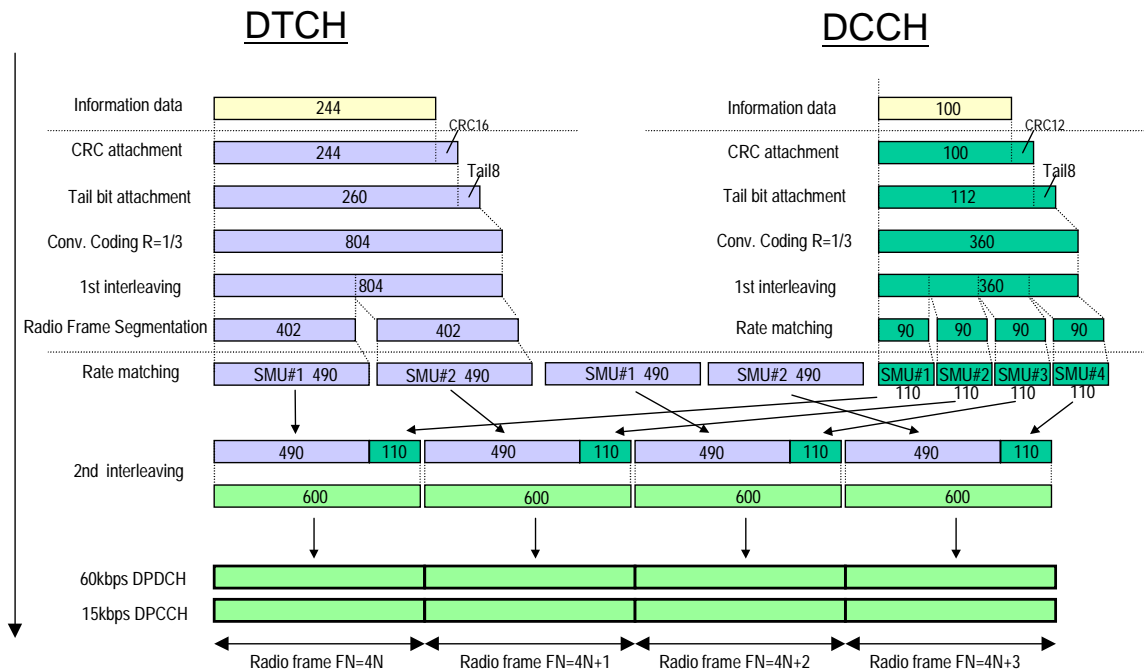 DTCH
DCCH
Information data
244
Information data
100
CRC16
CRC12
CRC attachment
244
CRC attachment
100
Tail8
Tail8
Tail bit attachment
260
Tail bit attachment
112
Conv. Coding R=1/3
804
Conv. Coding R=1/3
360
1st interleaving
804
1st interleaving
360
Radio Frame Segmentation
402
402
Rate matching
90
90
90
90
Rate matching
SMU#1 490
SMU#2 490
SMU#1 490
SMU#2 490
SMU#1
SMU#2
SMU#3
SMU#4
110
110
110
110
2nd interleaving
490
110
490
110
490
110
490
110
600
600
600
600
60kbps DPDCH
15kbps DPCCH
Radio frame FN=4N
Radio frame FN=4N+1
Radio frame FN=4N+2
Radio frame FN=4N+3